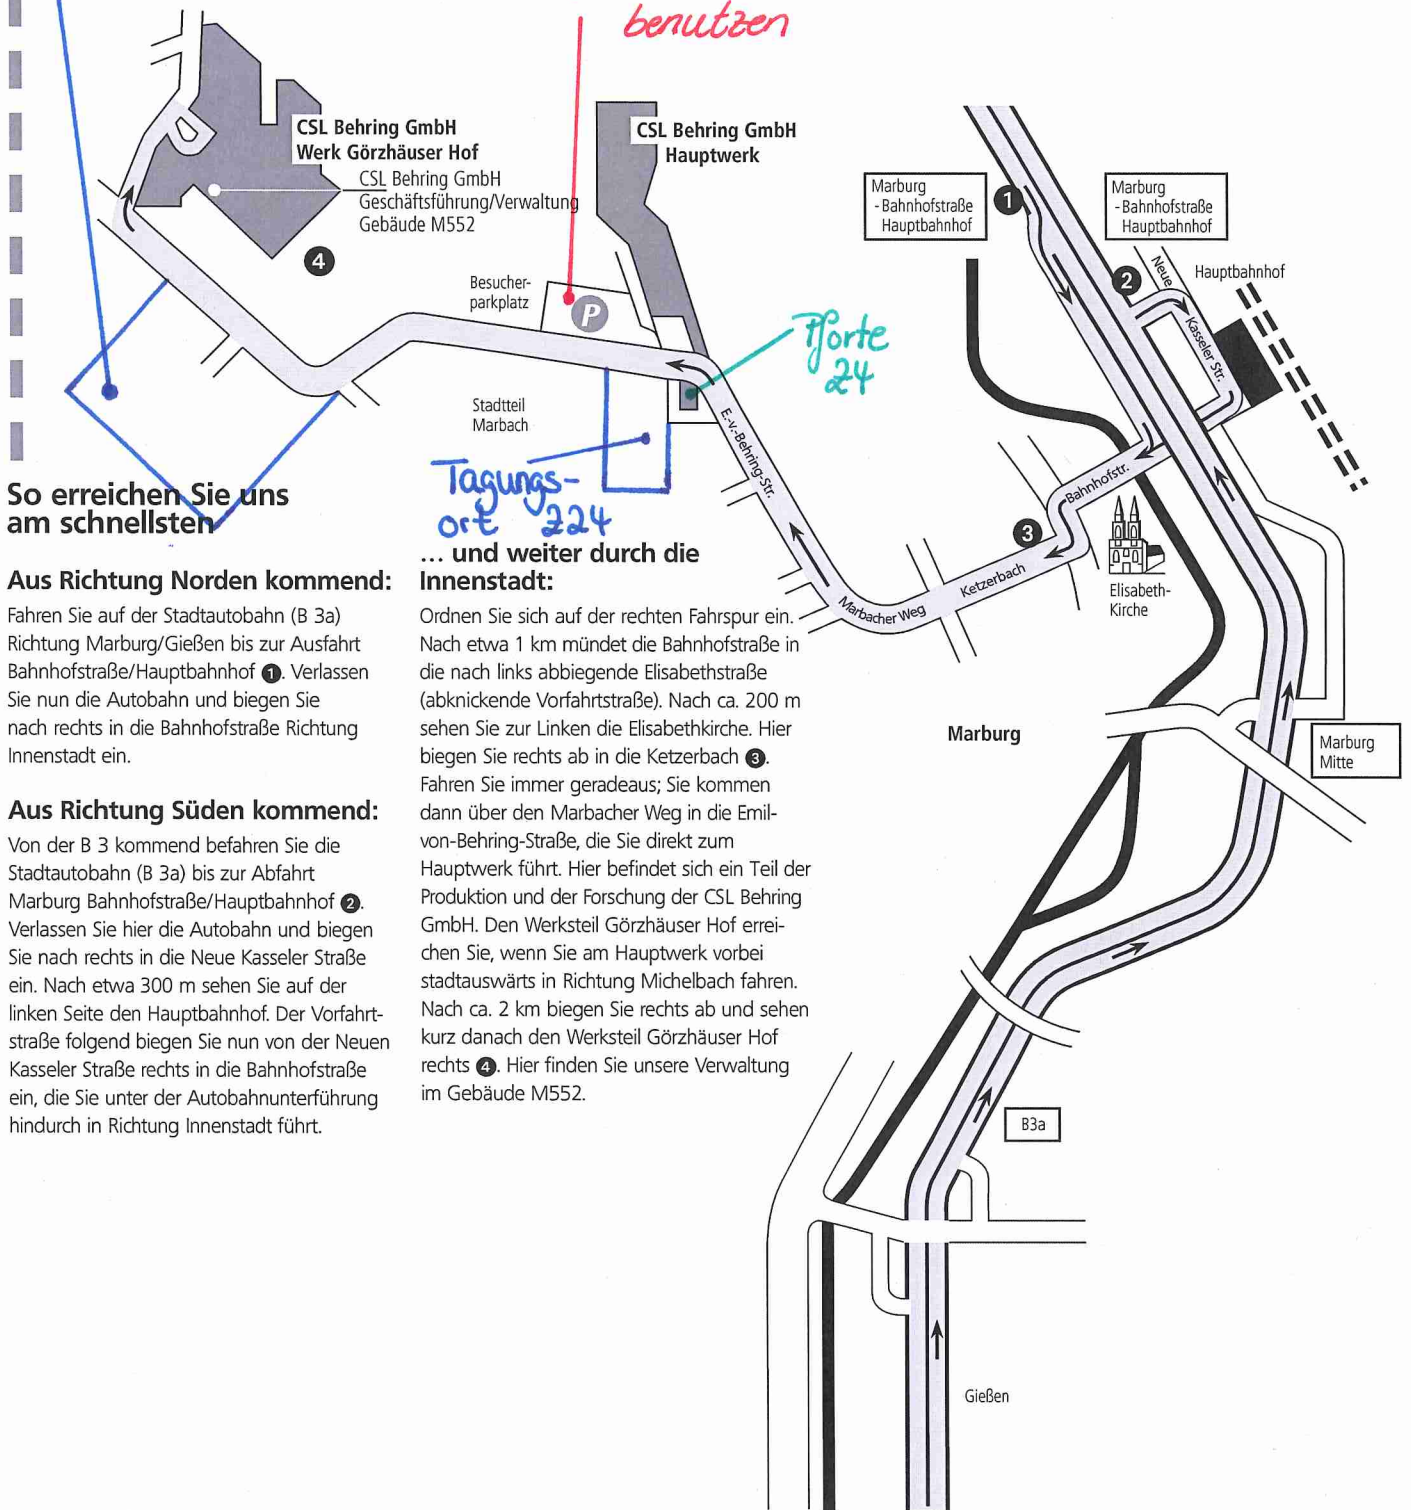 benutzen
CSL Behring GmbH
Werk Görzhäuser Hof
CSL Behring GmbH
Geschäftsführung/Verwaltung
Gebäude M552
4
CSL Behring GmbH
Hauptwerk
Besucher-
parkplatz
P
Pforte
24
Stadtteil
Marbach
Tagungs-
ort Z24
Marburg
- Bahnhofstraße
Hauptbahnhof
1
Marburg
- Bahnhofstraße
Hauptbahnhof
2
Neue
Kasseler Str.
Hauptbahnhof
E.-v.-Behring-Str.
Bahnhofstr.
3
Ketzerbach
Marbacher Weg
Elisabeth-
Kirche
Marburg
Marburg
Mitte
B3a
Gießen
So erreichen Sie uns
am schnellsten
Aus Richtung Norden kommend:
Fahren Sie auf der Stadtautobahn (B 3a)
Richtung Marburg/Gießen bis zur Ausfahrt
Bahnhofstraße/Hauptbahnhof 1. Verlassen
Sie nun die Autobahn und biegen Sie
nach rechts in die Bahnhofstraße Richtung
Innenstadt ein.
Aus Richtung Süden kommend:
Von der B 3 kommend befahren Sie die
Stadtautobahn (B 3a) bis zur Abfahrt
Marburg Bahnhofstraße/Hauptbahnhof 2.
Verlassen Sie hier die Autobahn und biegen
Sie nach rechts in die Neue Kasseler Straße
ein. Nach etwa 300 m sehen Sie auf der
linken Seite den Hauptbahnhof. Der Vorfahrt-
straße folgend biegen Sie nun von der Neuen
Kasseler Straße rechts in die Bahnhofstraße
ein, die Sie unter der Autobahnunterführung
hindurch in Richtung Innenstadt führt.
... und weiter durch die
Innenstadt:
Ordnen Sie sich auf der rechten Fahrspur ein.
Nach etwa 1 km mündet die Bahnhofstraße in
die nach links abbiegende Elisabethstraße
(abknickende Vorfahrtstraße). Nach ca. 200 m
sehen Sie zur Linken die Elisabethkirche. Hier
biegen Sie rechts ab in die Ketzerbach 3.
Fahren Sie immer geradeaus; Sie kommen
dann über den Marbacher Weg in die Emil-
von-Behring-Straße, die Sie direkt zum
Hauptwerk führt. Hier befindet sich ein Teil der
Produktion und der Forschung der CSL Behring
GmbH. Den Werksteil Görzhäuser Hof errei-
chen Sie, wenn Sie am Hauptwerk vorbei
stadtauswärts in Richtung Michelbach fahren.
Nach ca. 2 km biegen Sie rechts ab und sehen
kurz danach den Werksteil Görzhäuser Hof
rechts 4. Hier finden Sie unsere Verwaltung
im Gebäude M552.